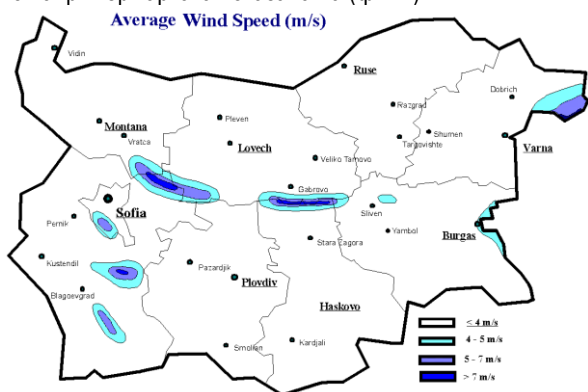 Average Wind Speed (m/s)
Vidin
Ruse
Dobrich
Razgrad
Montana
Pleven
Vratca
Lovech
Targovishte
Shumen
Varna
Veliko Tarnovo
Gabrovo
Sofia
Sliven
Pernik
Yambol
Burgas
Stara Zagora
Kustendil
Pazardjik
Plovdiv
Blagoevgrad
Haskovo
Smolian
Kardjali
< 4 m/s
4 - 5 m/s
5 - 7 m/s
> 7 m/s